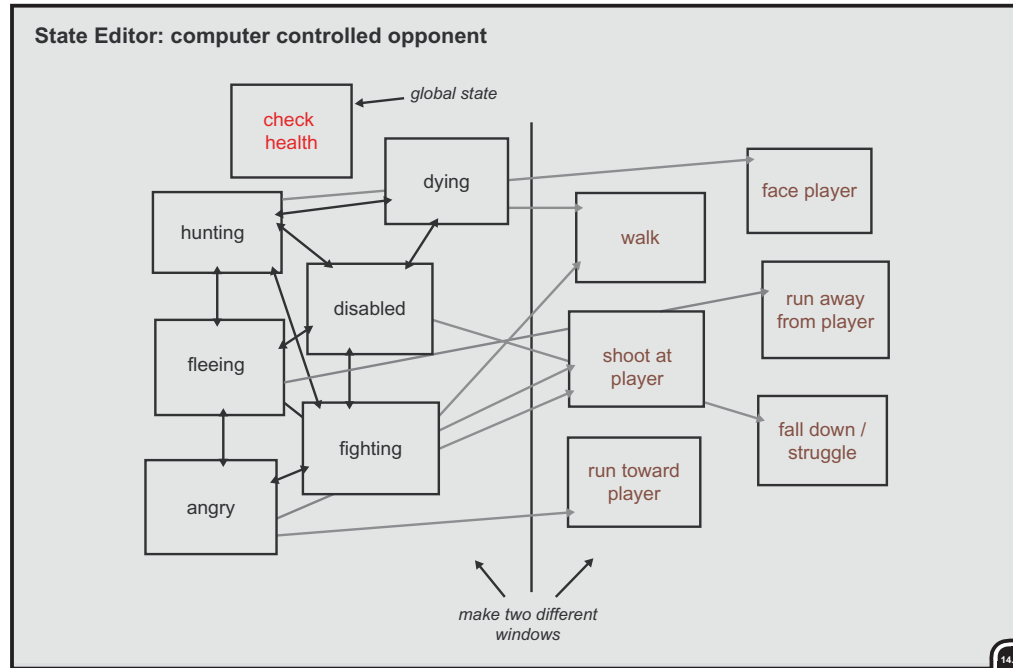 State Editor: computer controlled opponent
global state
check
health
dying
face player
hunting
walk
disabled
run away
from player
fleeing
shoot at
player
fall down /
struggle
fighting
run toward
player
angry
make two different
windows
14.